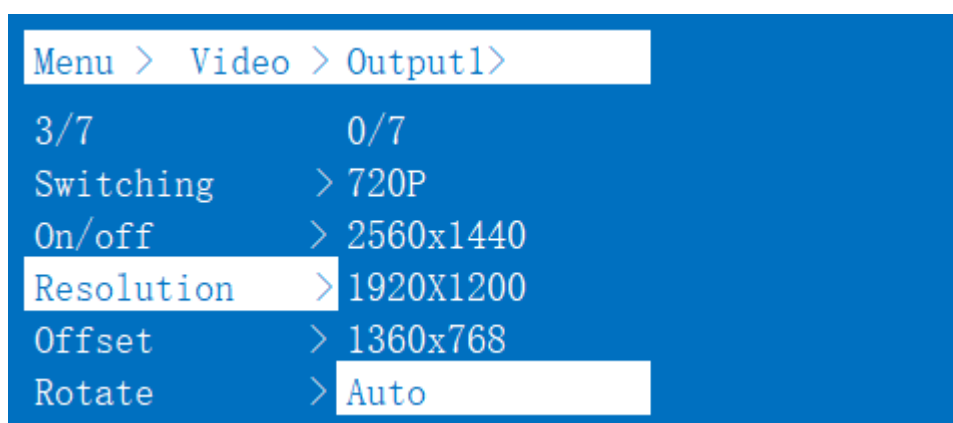 Menu > Video > Output1>
3/7 0/7
Switching > 720P
On/off > 2560x1440
Resolution > 1920X1200
Offset > 1360x768
Rotate > Auto